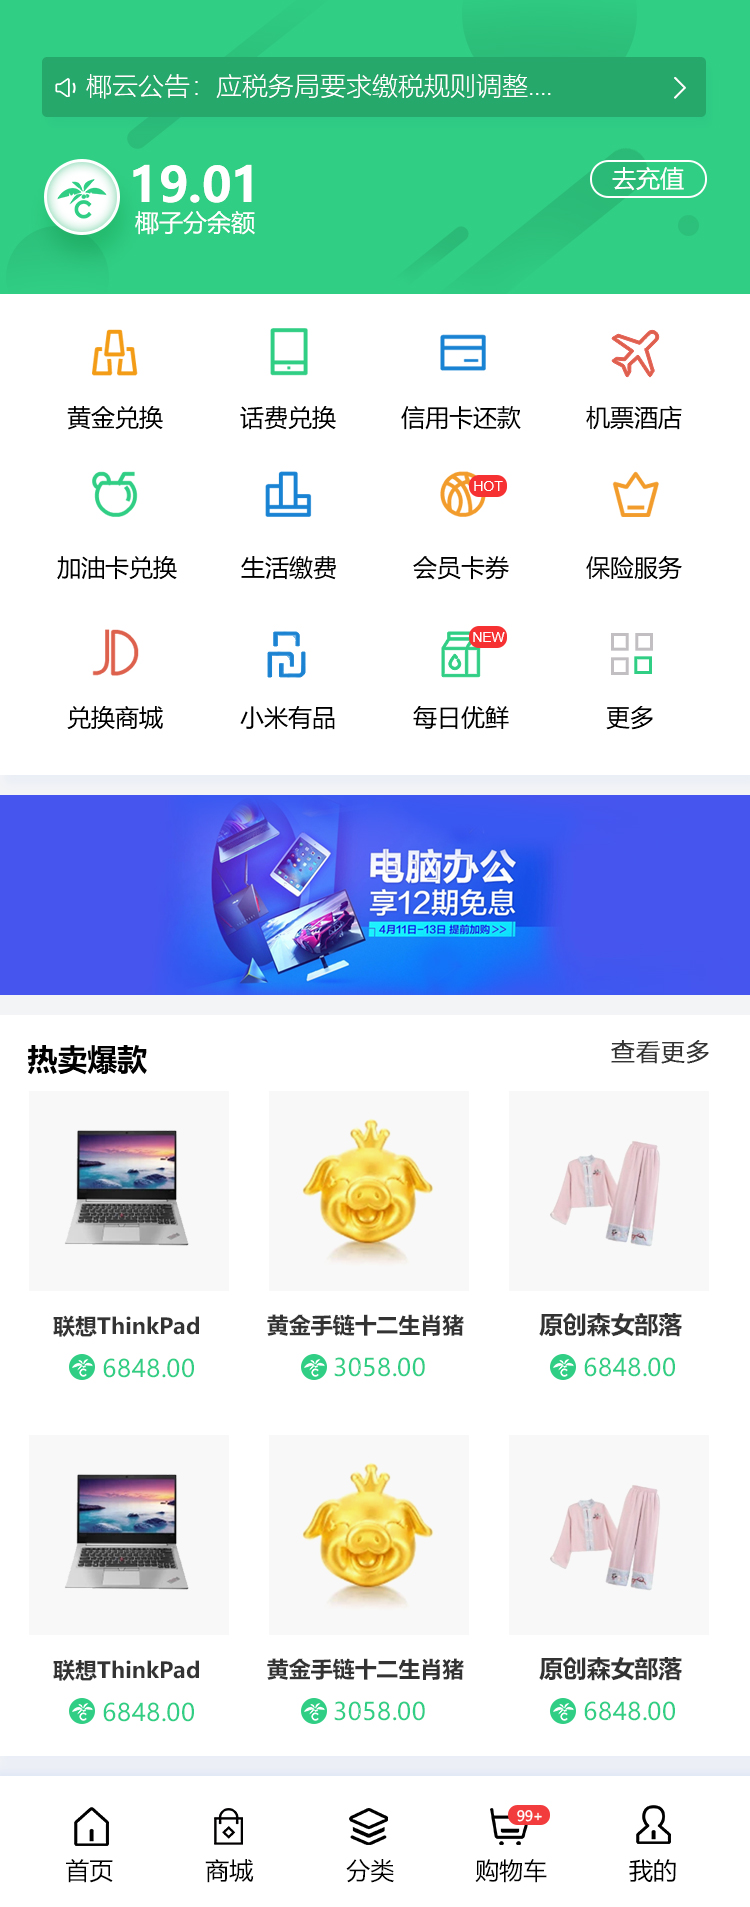 椰云公告：应税务局要求缴税规则调整....
19.01
椰子分余额
去充值
黄金兑换
话费兑换
信用卡还款
机票酒店
HOT
加油卡兑换
生活缴费
会员卡券
保险服务
NEW
兑换商城
小米有品
每日优鲜
更多
电脑办公
享12期免息
4月11日-13日 提前加购>>
热卖爆款
查看更多
联想ThinkPad
黄金手链十二生肖猪
原创森女部落
6848.00
3058.00
6848.00
联想ThinkPad
黄金手链十二生肖猪
原创森女部落
6848.00
3058.00
6848.00
99+
首页
商城
分类
购物车
我的